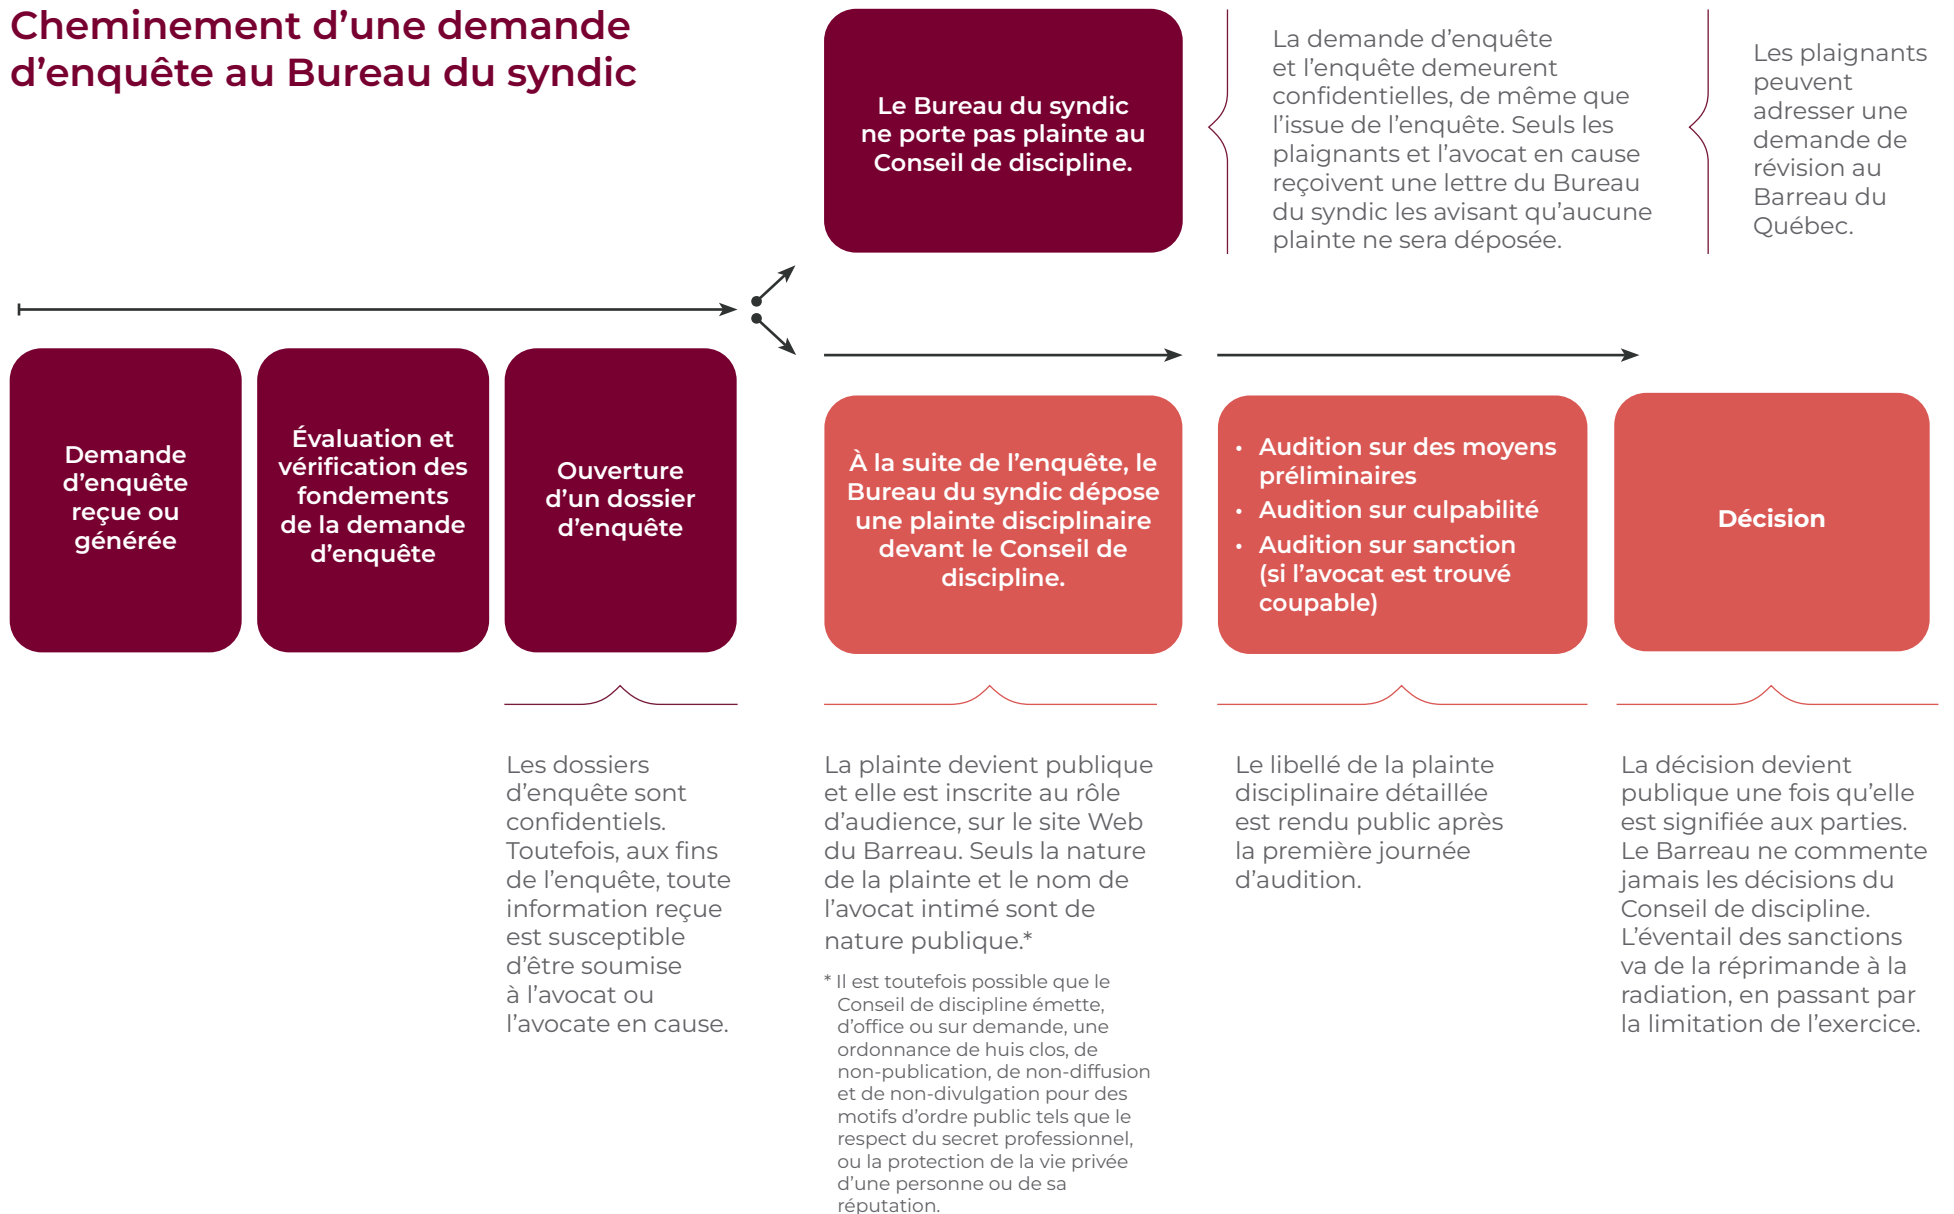 Cheminement d’une demande
d’enquête au Bureau du syndic
Le Bureau du syndic
ne porte pas plainte au
Conseil de discipline.
La demande d’enquête
et l’enquête demeurent
confidentielles, de même que
l’issue de l’enquête. Seuls les
plaignants et l’avocat en cause
reçoivent une lettre du Bureau
du syndic les avisant qu’aucune
plainte ne sera déposée.
Les plaignants
peuvent
adresser une
demande de
révision au
Barreau du
Québec.
Demande
d’enquête
reçue ou
générée
Évaluation et
vérification des
fondements
de la demande
d’enquête
Ouverture
d’un dossier
d’enquête
À la suite de l’enquête, le
Bureau du syndic dépose
une plainte disciplinaire
devant le Conseil de
discipline.
• Audition sur des moyens
préliminaires
• Audition sur culpabilité
• Audition sur sanction
(si l’avocat est trouvé
coupable)
Décision
Les dossiers
d’enquête sont
confidentiels.
Toutefois, aux fins
de l’enquête, toute
information reçue
est susceptible
d’être soumise
à l’avocat ou
l’avocate en cause.
La plainte devient publique
et elle est inscrite au rôle
d’audience, sur le site Web
du Barreau. Seuls la nature
de la plainte et le nom de
l’avocat intimé sont de
nature publique.*
* Il est toutefois possible que le
Conseil de discipline émette,
d’office ou sur demande, une
ordonnance de huis clos, de
non-publication, de non-diffusion
et de non-divulgation pour des
motifs d’ordre public tels que le
respect du secret professionnel,
ou la protection de la vie privée
d’une personne ou de sa
réputation.
Le libellé de la plainte
disciplinaire détaillée
est rendu public après
la première journée
d’audition.
La décision devient
publique une fois qu’elle
est signifiée aux parties.
Le Barreau ne commente
jamais les décisions du
Conseil de discipline.
L’éventail des sanctions
va de la réprimande à la
radiation, en passant par
la limitation de l’exercice.